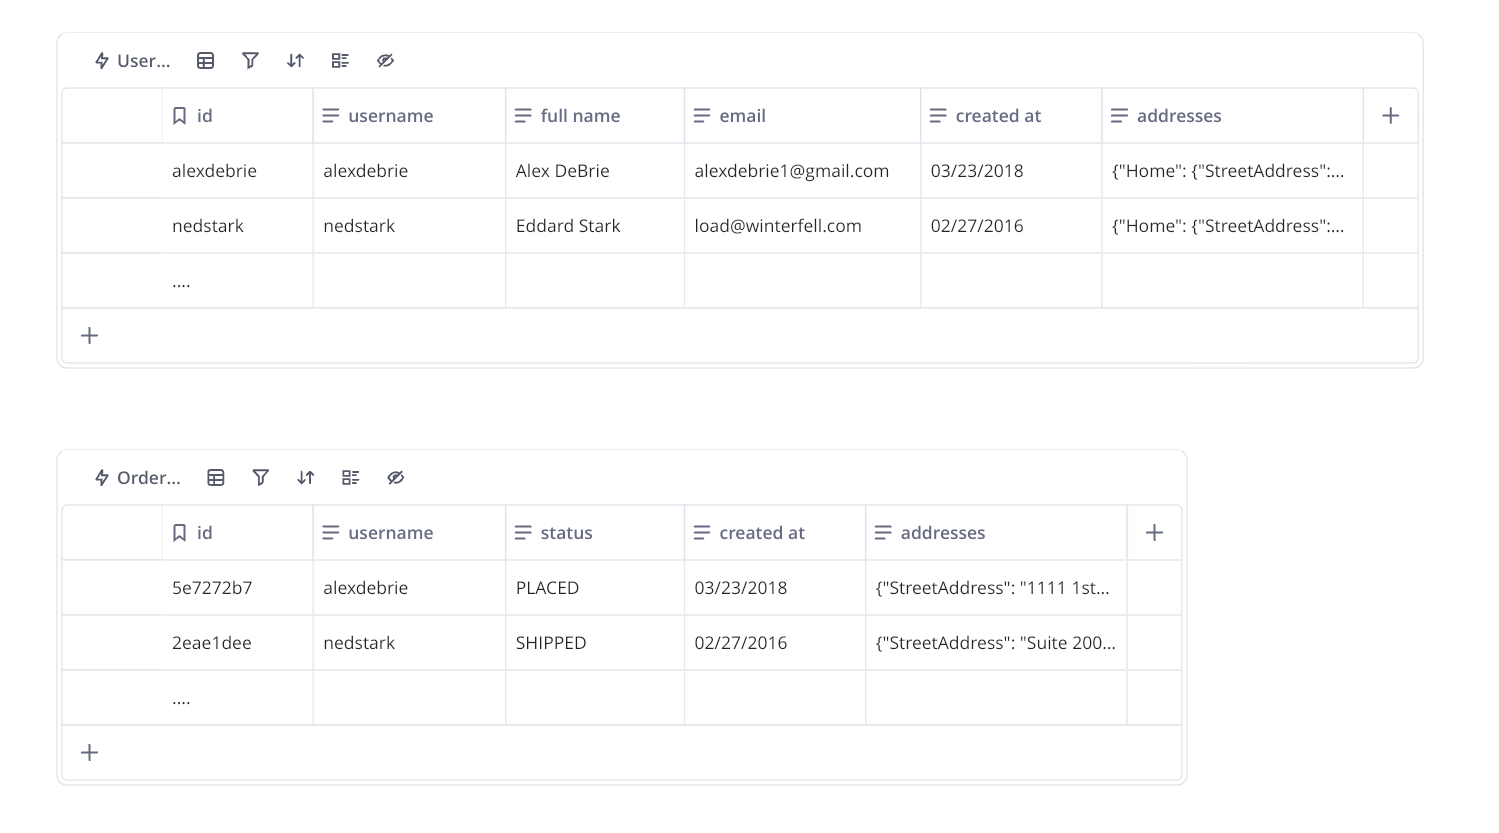 User...
id username full name email created at addresses
alexdebrie alexdebrie Alex DeBrie alexdebrie1@gmail.com 03/23/2018 {"Home": {"StreetAddress":...
nedstark nedstark Eddard Stark load@winterfell.com 02/27/2016 {"Home": {"StreetAddress":...
....
Order...
id username status created at addresses
5e7272b7 alexdebrie PLACED 03/23/2018 {"StreetAddress": "1111 1st...
2eae1dee nedstark SHIPPED 02/27/2016 {"StreetAddress": "Suite 200...
....